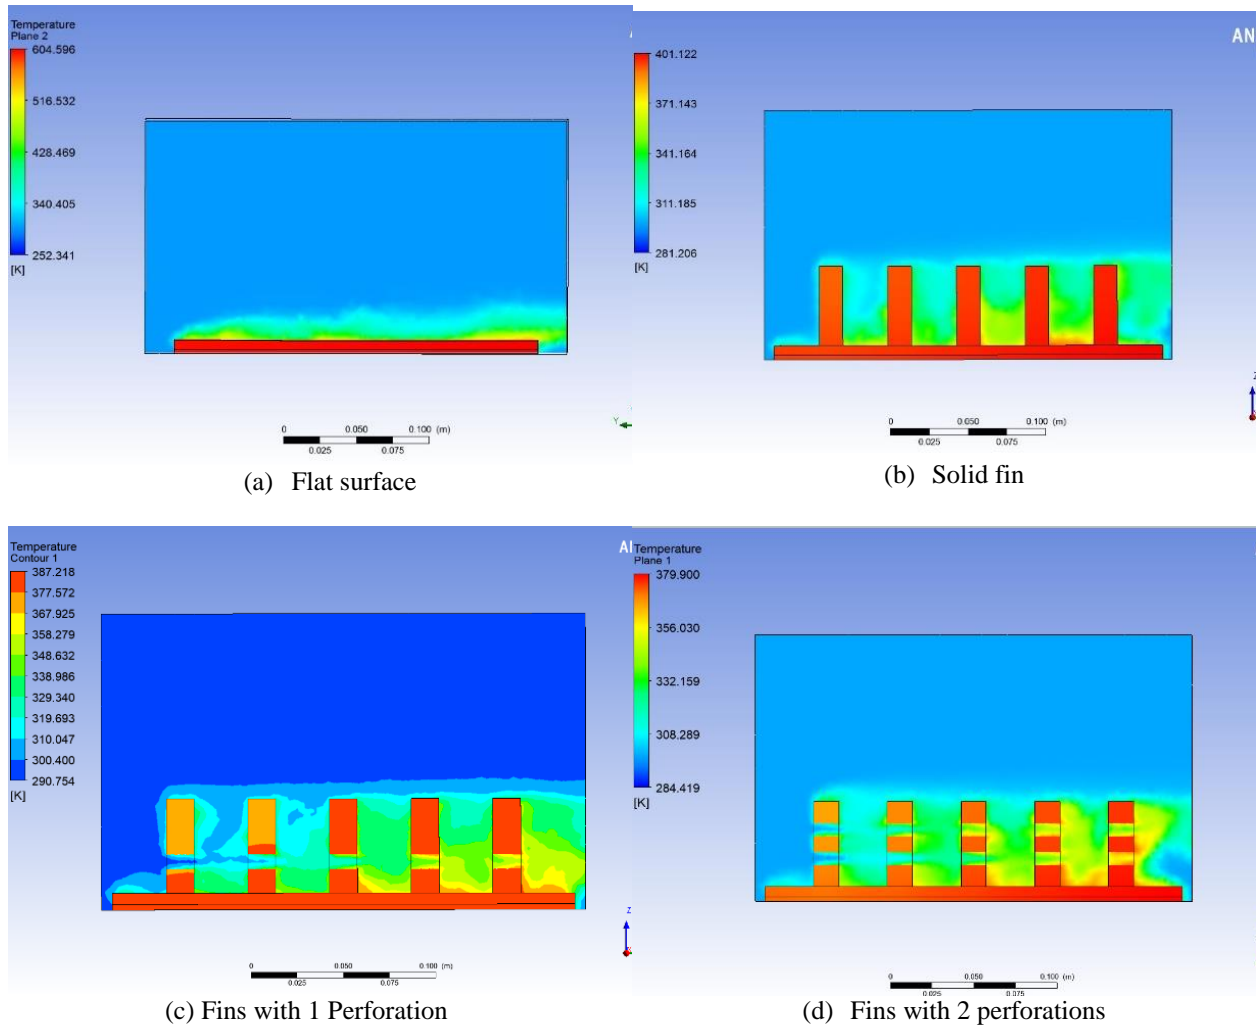 Temperature
Plane 2
604.596
516.532
428.469
340.405
252.341
[K]
0 0.050 0.100 (m)
0.025 0.075
Y
(a) Flat surface
AN
401.122
371.143
341.164
311.185
281.206
[K]
Z
0 0.050 0.100 (m)
0.025 0.075
(b) Solid fin
Temperature
Contour 1
387.218
377.572
367.925
358.279
348.632
338.986
329.340
319.693
310.047
300.400
290.754
[K]
Z
0 0.050 0.100 (m)
0.025 0.075
(c) Fins with 1 Perforation
Temperature
Plane 1
379.900
356.030
332.159
308.289
284.419
[K]
0 0.050 0.100 (m)
0.025 0.075
(d) Fins with 2 perforations